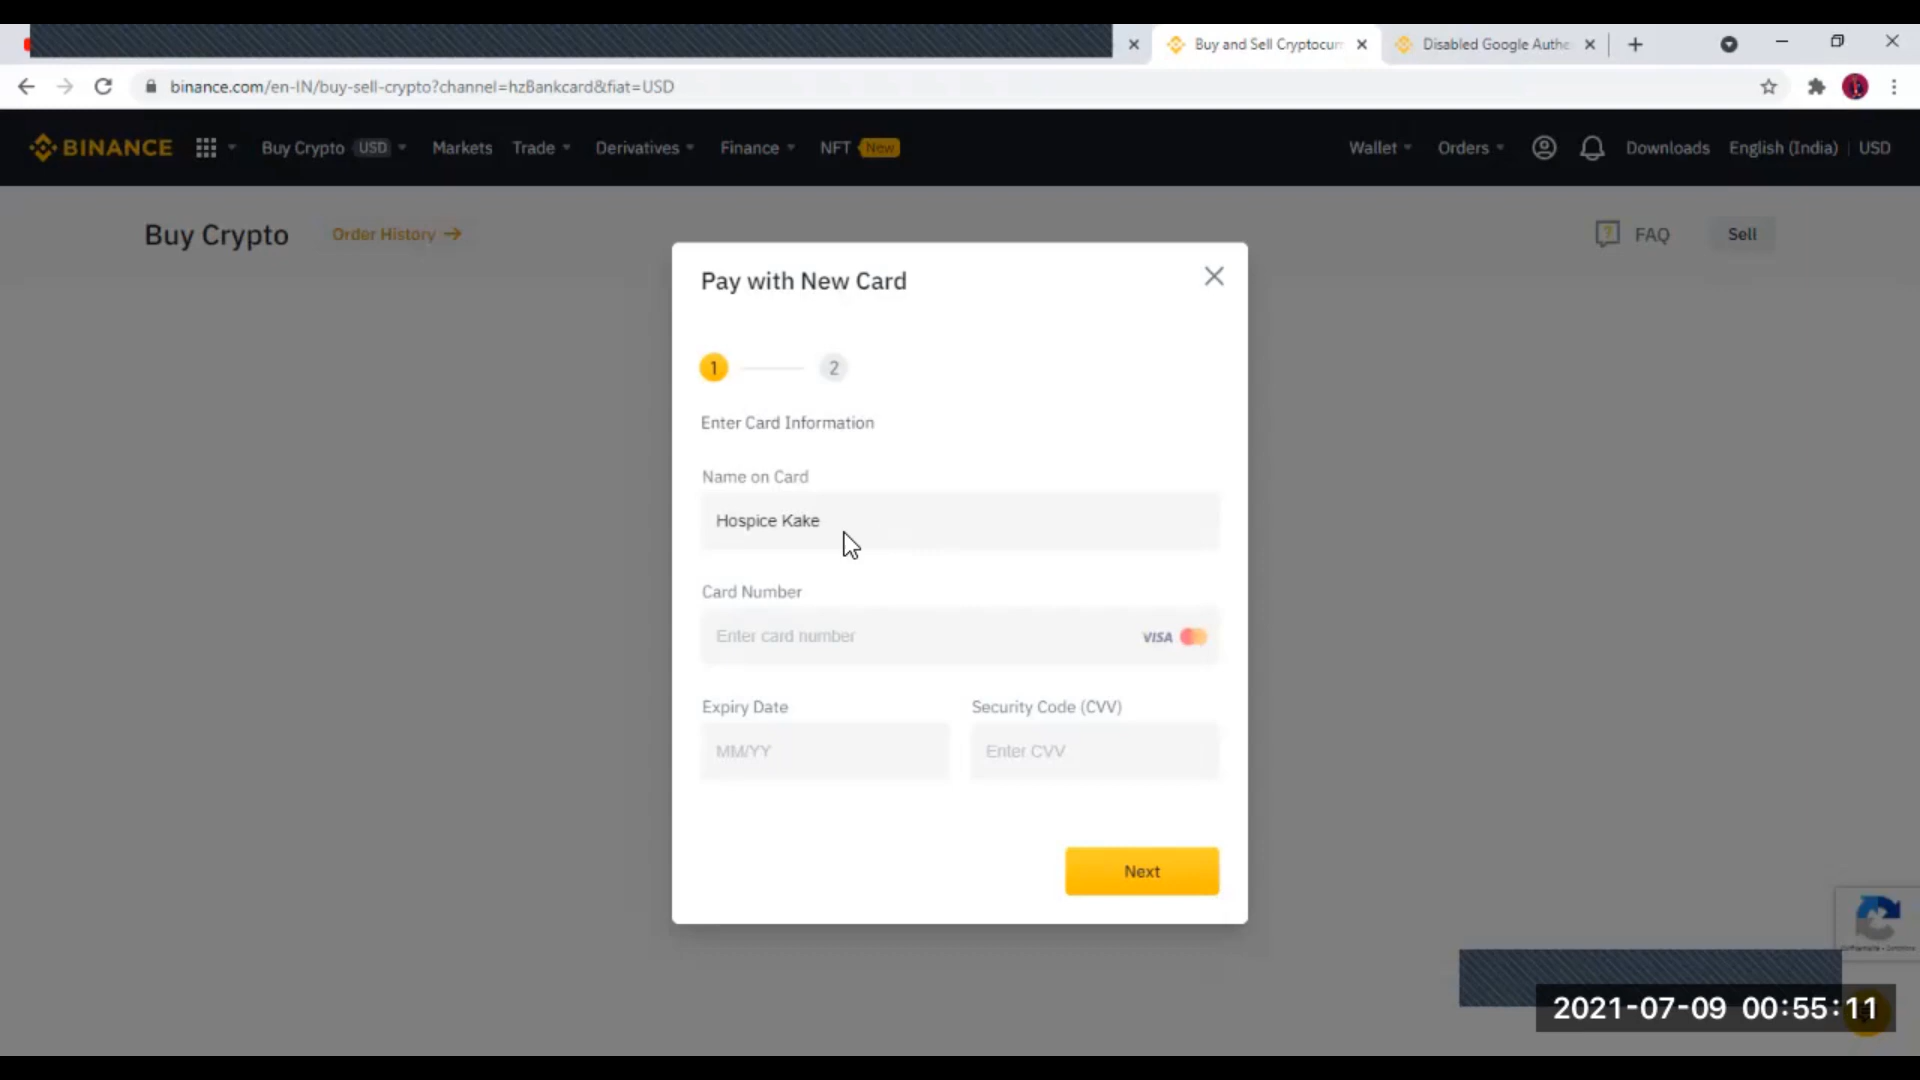 Buy and Sell Cryptocurr
Disabled Google Authe
binance.com/en-IN/buy-sell-crypto?channel=hzBankcard&fiat=USD
BINANCE
Buy Crypto USD
Markets
Trade
Derivatives
Finance
NFT New
Wallet
Orders
Downloads
English (India)
USD
Buy Crypto
Order History →
FAQ
Sell
Pay with New Card
1
2
Enter Card Information
Name on Card
Hospice Kake
Card Number
Enter card number
VISA
Expiry Date
Security Code (CVV)
MM/YY
Enter CVV
Next
2021-07-09 00:55:11